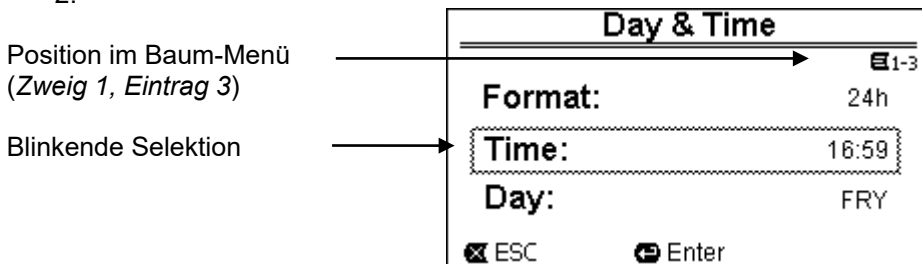 2.
Position im Baum-Menü
(Zweig 1, Eintrag 3)
Blinkende Selektion
Day & Time
1-3
Format: 24h
Time: 16:59
Day: FRY
ESC Enter